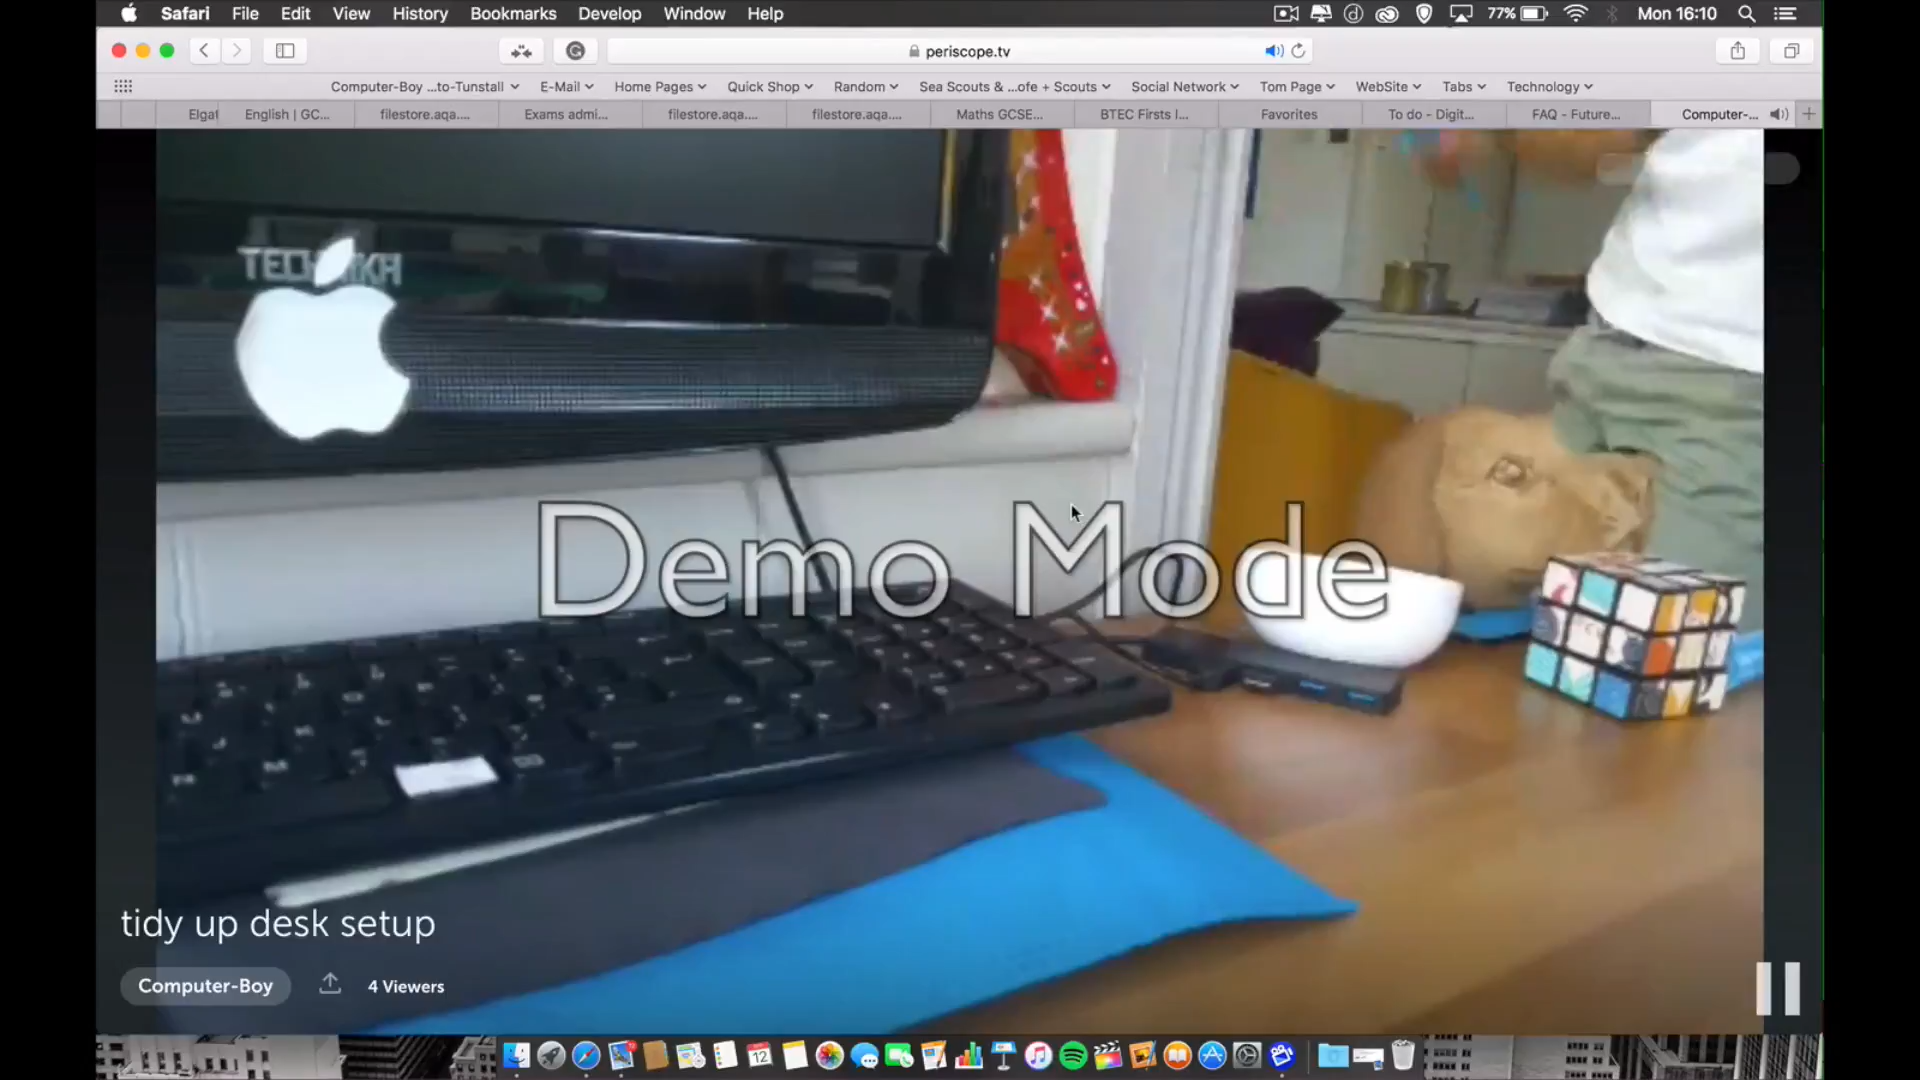 Safari File Edit View History Bookmarks Develop Window Help 77% Mon 16:10
periscope.tv
Computer-Boy ...to-Tunstall E-Mail Home Pages Quick Shop Random Sea Scouts & ...ofe + Scouts Social Network Tom Page WebSite Tabs Technology
Elgat English | GC... filestore.aqa.... Exams admi... filestore.aqa.... filestore.aqa.... Maths GCSE... BTEC Firsts I... Favorites To do - Digit... FAQ - Future... Computer-...
Demo Mode
tidy up desk setup
Computer-Boy 4 Viewers